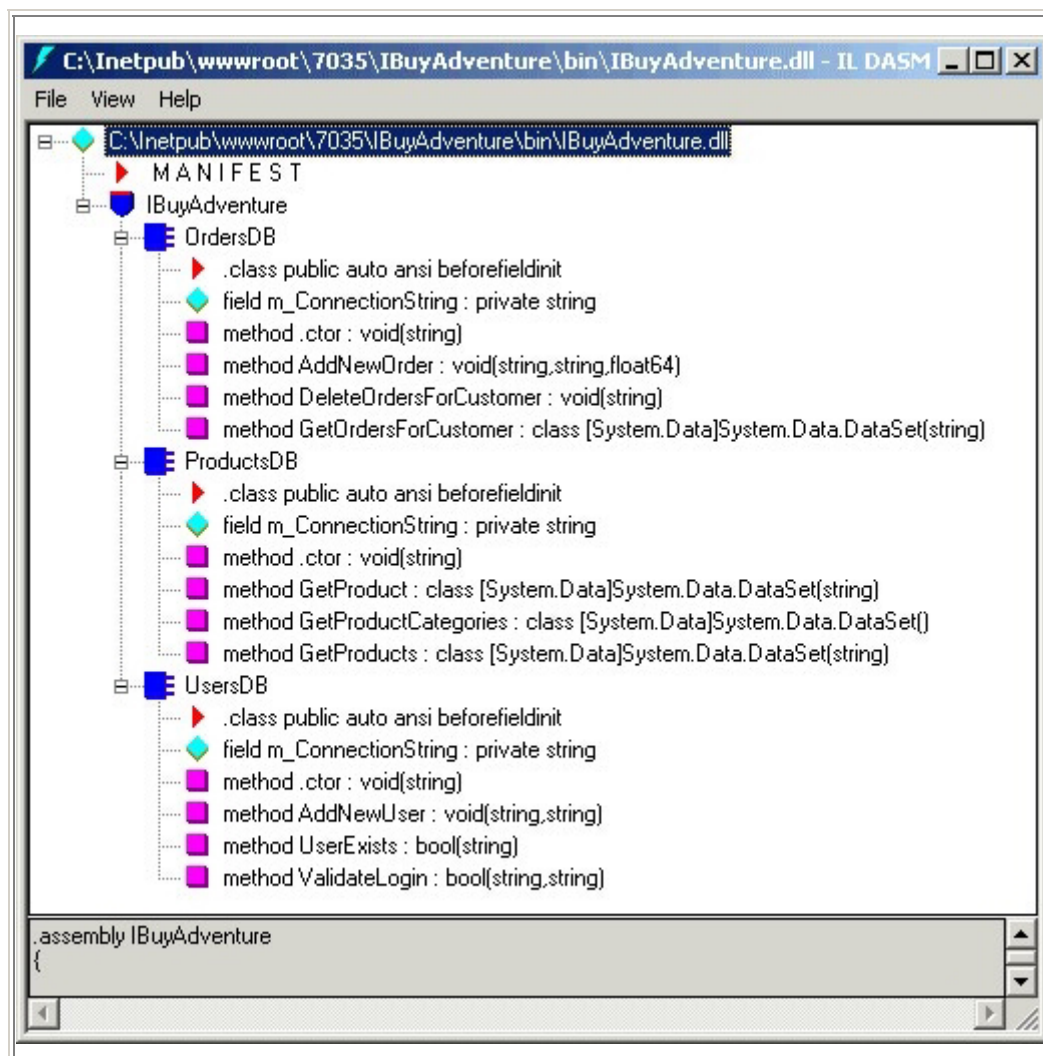 C:\Inetpub\wwwroot\7035\IBuyAdventure\bin\IBuyAdventure.dll - IL DASM
File View Help
C:\Inetpub\wwwroot\7035\IBuyAdventure\bin\IBuyAdventure.dll
M A N I F E S T
IBuyAdventure
OrdersDB
.class public auto ansi beforefieldinit
field m_ConnectionString : private string
method .ctor : void(string)
method AddNewOrder : void(string,string,float64)
method DeleteOrdersForCustomer : void(string)
method GetOrdersForCustomer : class [System.Data]System.Data.DataSet(string)
ProductsDB
.class public auto ansi beforefieldinit
field m_ConnectionString : private string
method .ctor : void(string)
method GetProduct : class [System.Data]System.Data.DataSet(string)
method GetProductCategories : class [System.Data]System.Data.DataSet()
method GetProducts : class [System.Data]System.Data.DataSet(string)
UsersDB
.class public auto ansi beforefieldinit
field m_ConnectionString : private string
method .ctor : void(string)
method AddNewUser : void(string,string)
method UserExists : bool(string)
method ValidateLogin : bool(string,string)
.assembly IBuyAdventure
{